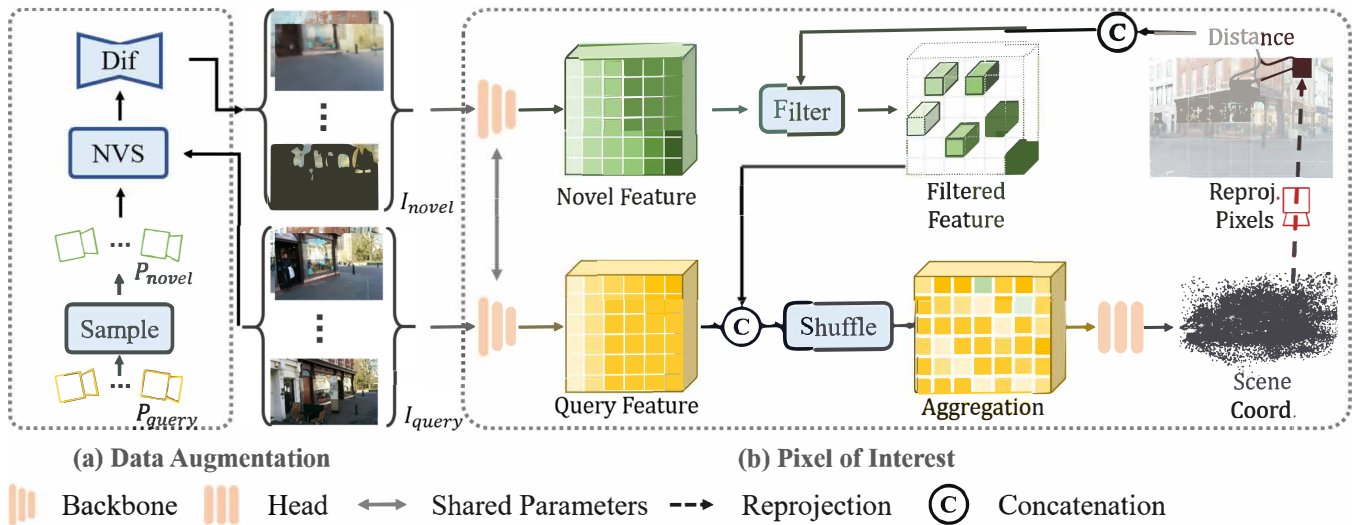 Dif
NVS
...
P_novel
Sample
...
P_query
I_novel
I_query
Novel Feature
Filter
Filtered
Feature
C
Distance
Reproj.
Pixels
Query Feature
C
Shuffle
Aggregation
Scene
Coord.
(a) Data Augmentation
(b) Pixel of Interest
Backbone
Head
Shared Parameters
Reprojection
C
Concatenation